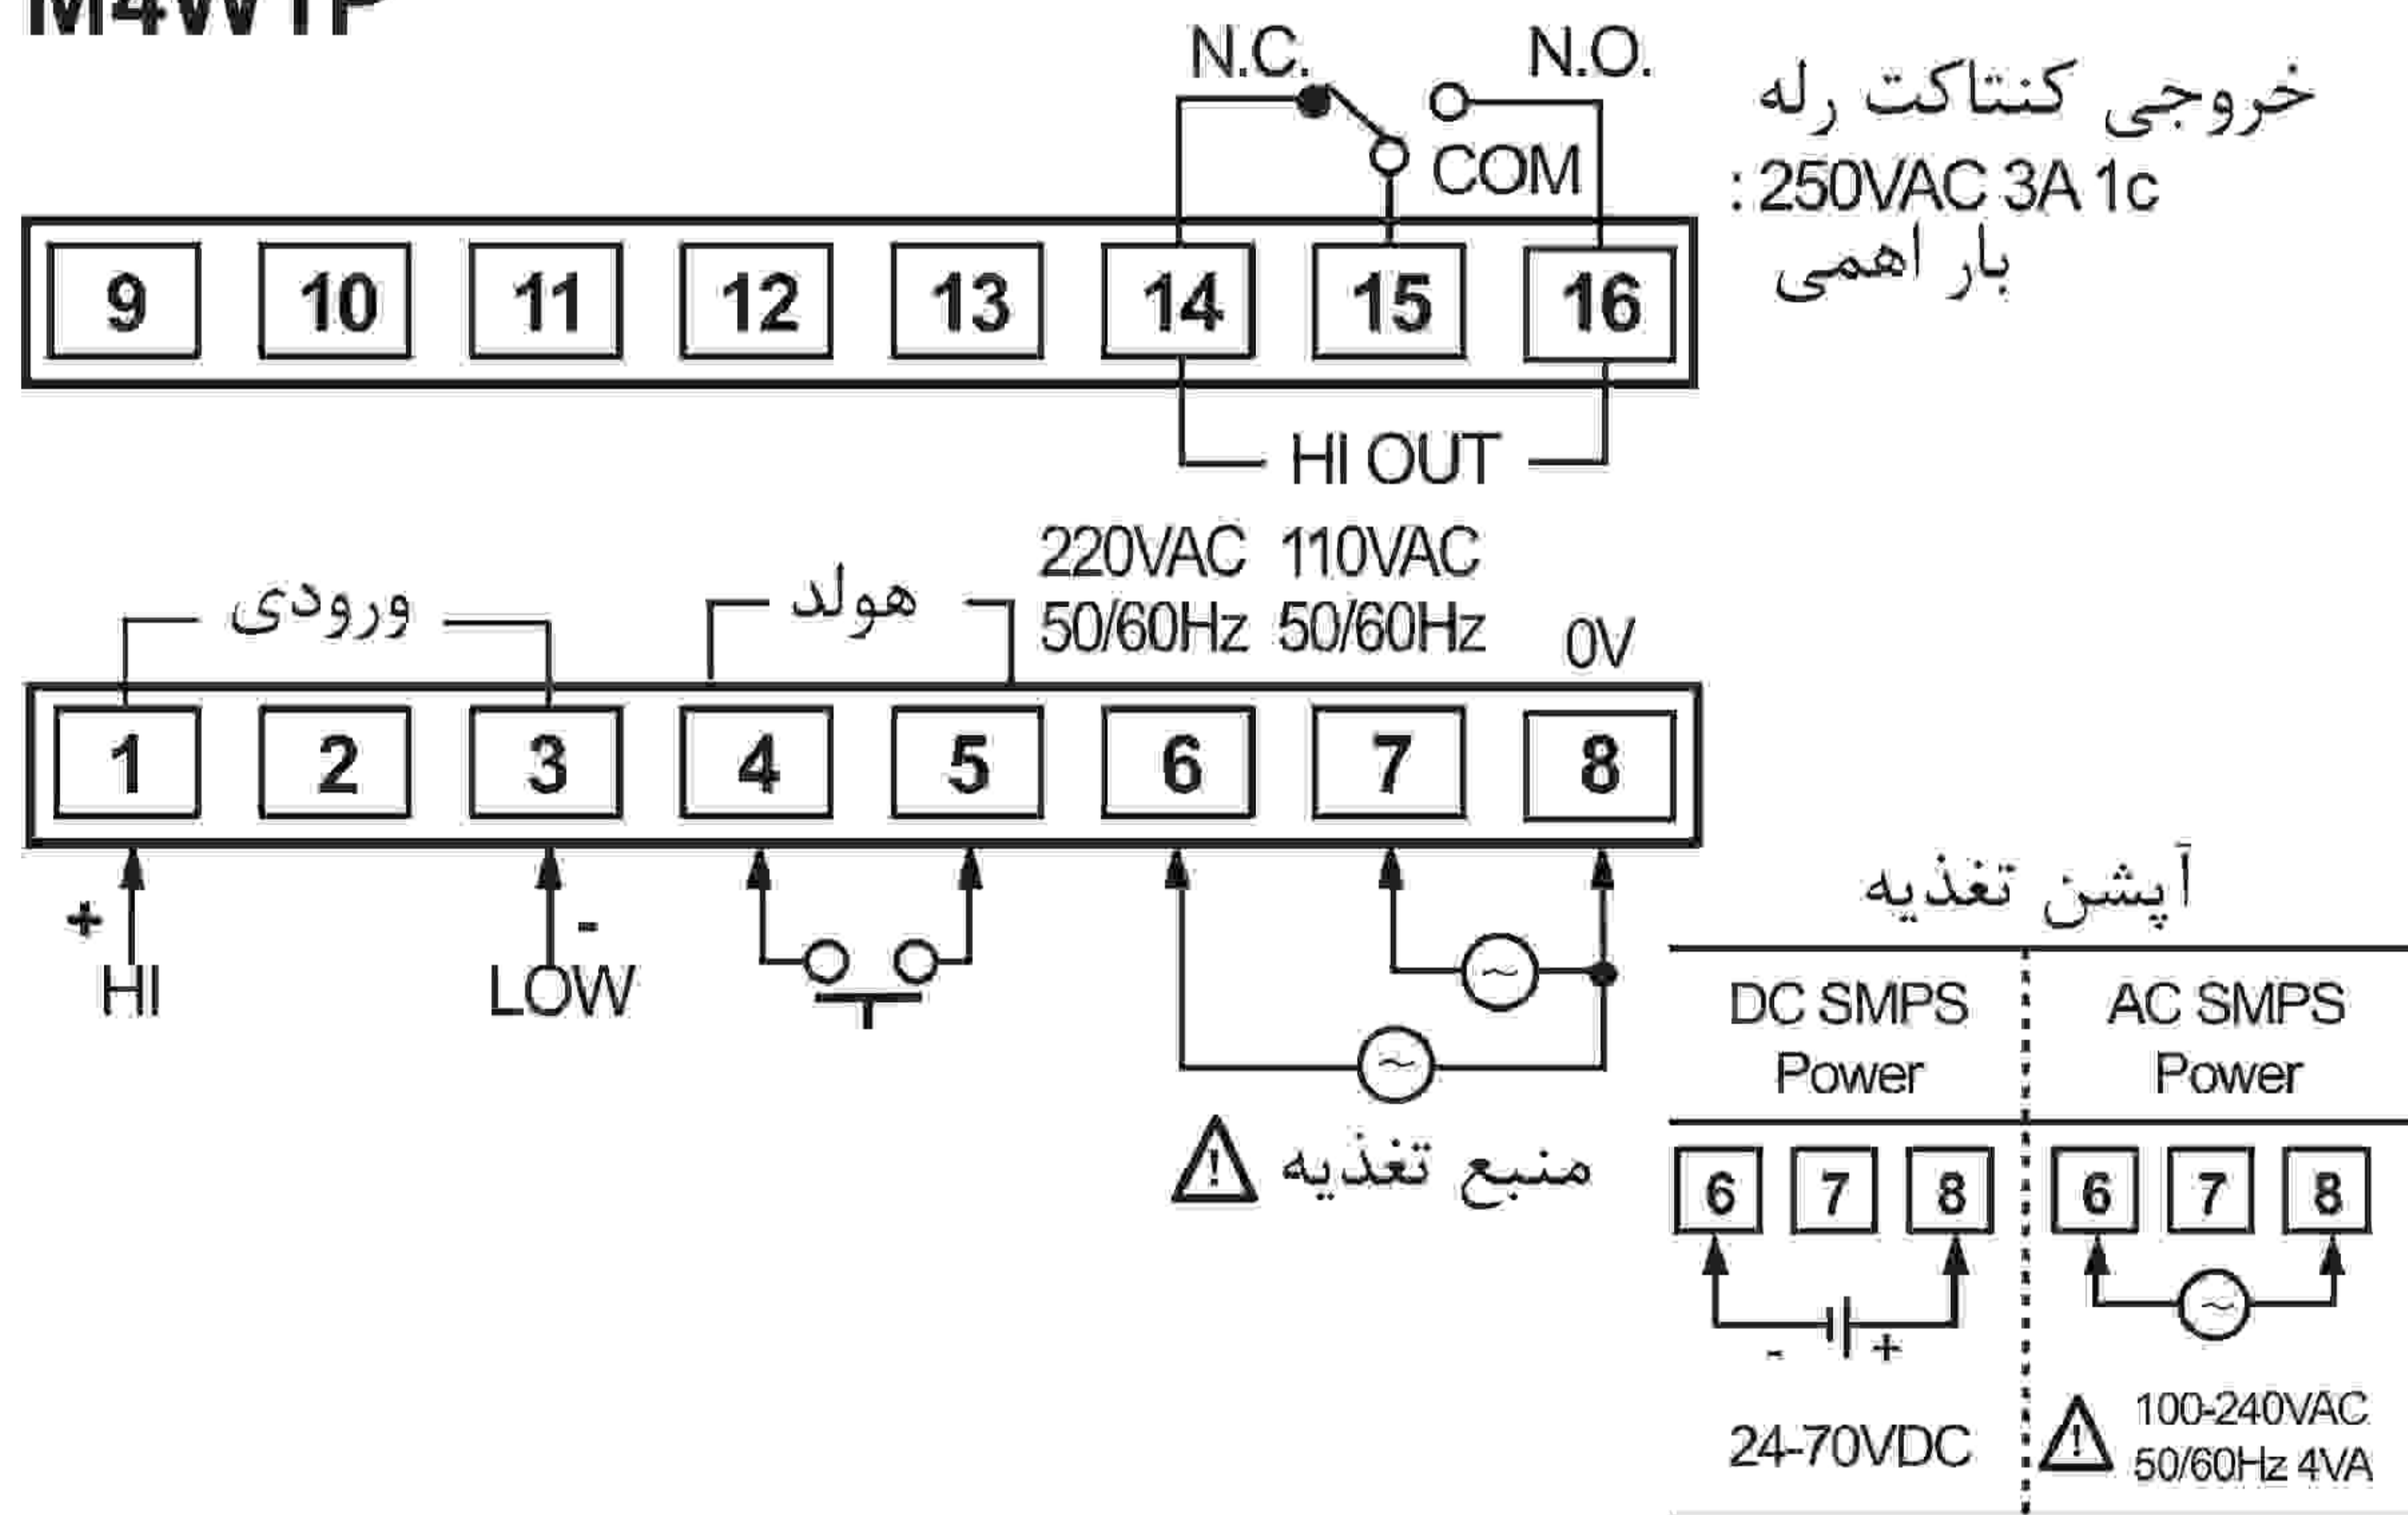 M4W1P
N.C.
N.O.
COM
خروجی کنتاکت رله
: 250VAC 3A 1c
بار اهمی
9 10 11 12 13 14 15 16
HI OUT
ورودی
هولد
220VAC 110VAC
50/60Hz 50/60Hz
0V
1 2 3 4 5 6 7 8
+ -
HI LOW
~
~
! منبع تغذیه
آپشن تغذیه
DC SMPS
Power
AC SMPS
Power
6 7 8
6 7 8
~
- +
24-70VDC
! 100-240VAC
50/60Hz 4VA